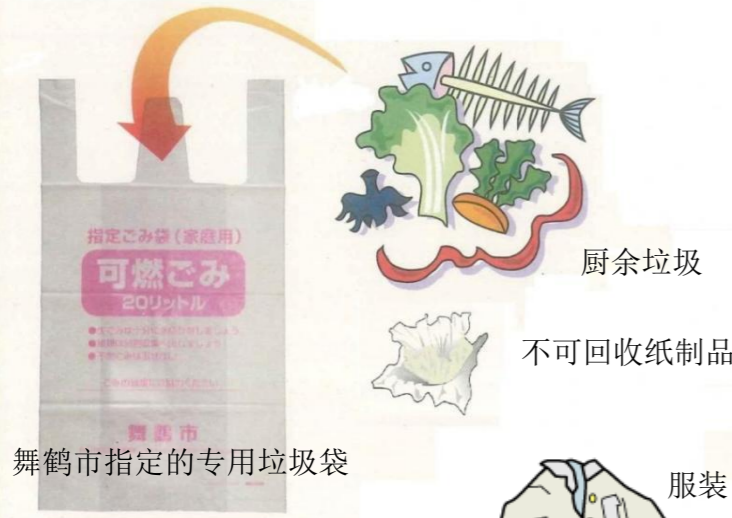 指定ごみ袋(家庭用)
可燃ごみ
20リットル
舞鶴市
舞鶴市指定的专用垃圾袋
厨余垃圾
不可回收纸制品
服装